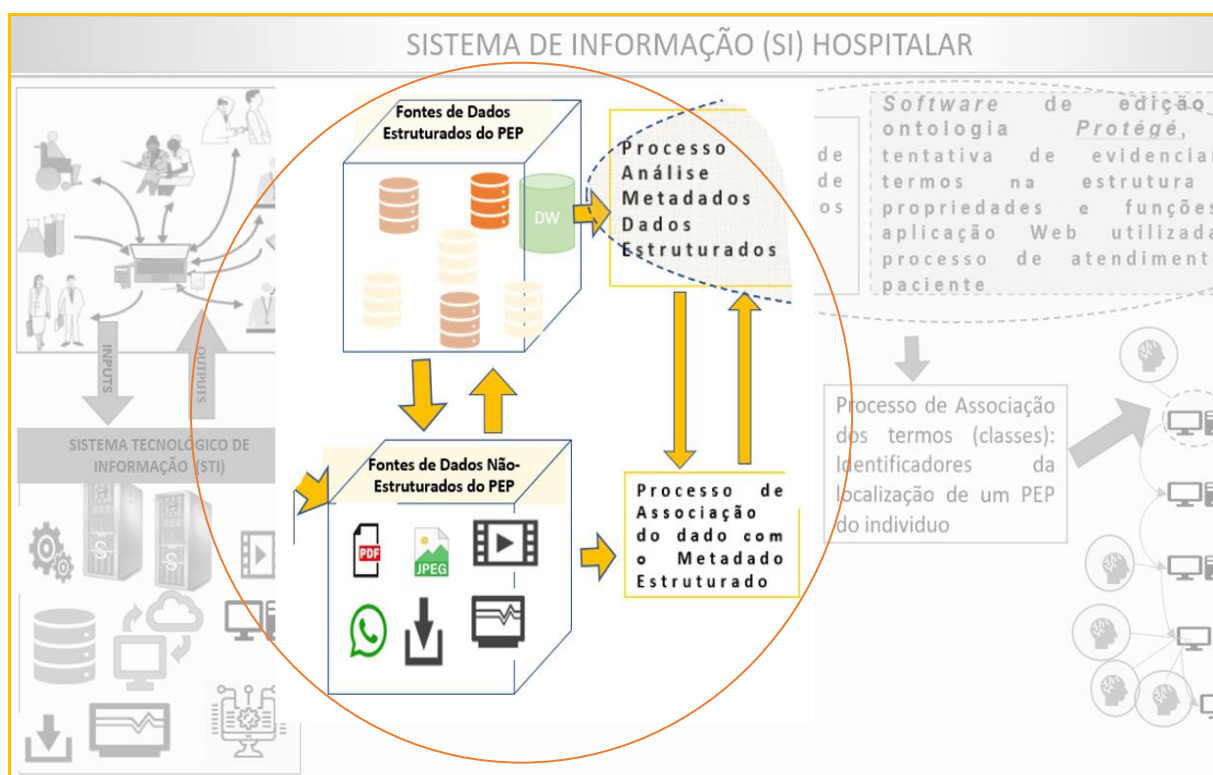 SISTEMA DE INFORMAÇÃO (SI) HOSPITALAR
Fontes de Dados
Estruturados do PEP
DW
Processo
Análise
Metadados
Dados
Estruturados
de
de
os
Software de edição
ontologia Protégé,
tentativa de evidencia
termos na estrutura
propriedades e funções
aplicação Web utilizada
processo de atendiment
paciente
INPUTS
OUTPUTS
SISTEMA TECNOLÓGICO DE
INFORMAÇÃO (STI)
S
S
Fontes de Dados Não-
Estruturados do PEP
PDF
JPEG
Processo de
Associação
do dado com
o Metadado
Estruturado
Processo de Associação
dos termos (classes):
Identificadores da
localização de um PEP
do individuo